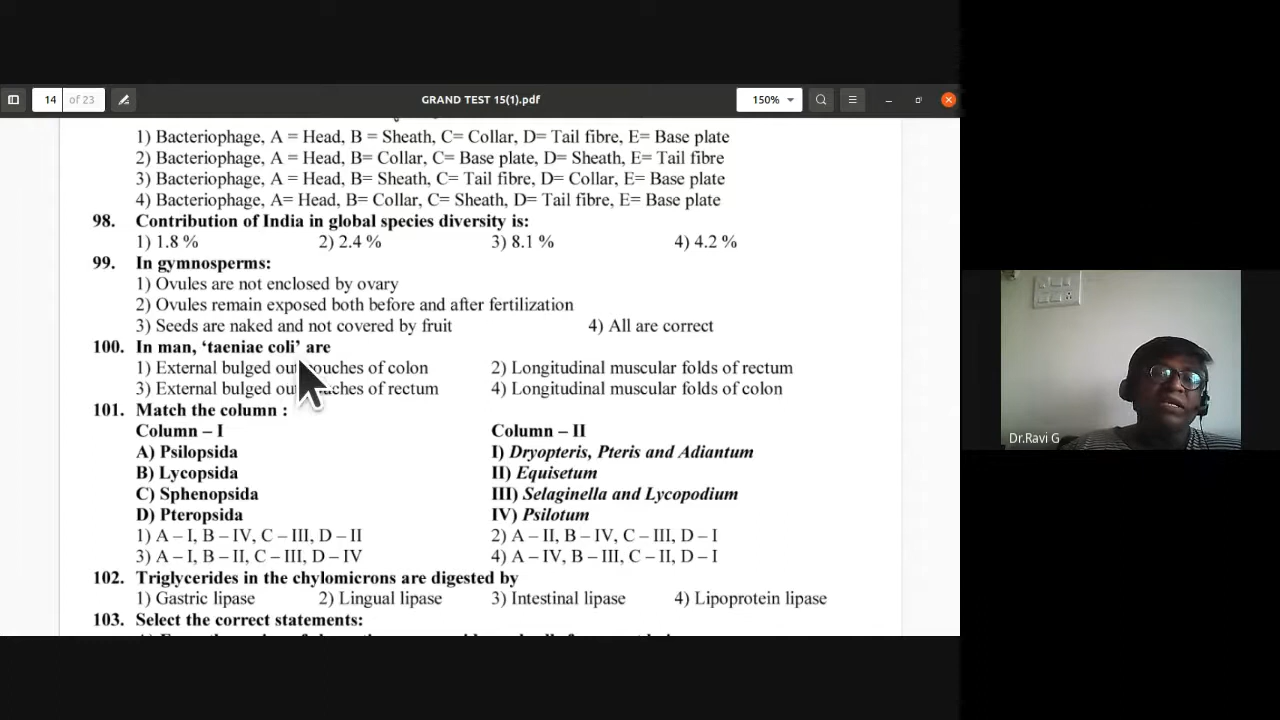 14 of 23
GRAND TEST 15(1).pdf
150%
1) Bacteriophage, A = Head, B = Sheath, C= Collar, D= Tail fibre, E= Base plate
2) Bacteriophage, A = Head, B= Collar, C= Base plate, D= Sheath, E= Tail fibre
3) Bacteriophage, A = Head, B= Sheath, C= Tail fibre, D= Collar, E= Base plate
4) Bacteriophage, A= Head, B= Collar, C= Sheath, D= Tail fibre, E= Base plate
98. Contribution of India in global species diversity is:
1) 1.8 % 2) 2.4 % 3) 8.1 % 4) 4.2 %
99. In gymnosperms:
1) Ovules are not enclosed by ovary
2) Ovules remain exposed both before and after fertilization
3) Seeds are naked and not covered by fruit 4) All are correct
100. In man, ‘taeniae coli’ are
1) External bulged out pouches of colon 2) Longitudinal muscular folds of rectum
3) External bulged out pouches of rectum 4) Longitudinal muscular folds of colon
101. Match the column :
Column – I Column – II
A) Psilopsida I) Dryopteris, Pteris and Adiantum
B) Lycopsida II) Equisetum
C) Sphenopsida III) Selaginella and Lycopodium
D) Pteropsida IV) Psilotum
1) A – I, B – IV, C – III, D – II 2) A – II, B – IV, C – III, D – I
3) A – I, B – II, C – III, D – IV 4) A – IV, B – III, C – II, D – I
102. Triglycerides in the chylomicrons are digested by
1) Gastric lipase 2) Lingual lipase 3) Intestinal lipase 4) Lipoprotein lipase
103. Select the correct statements:
Dr.Ravi G